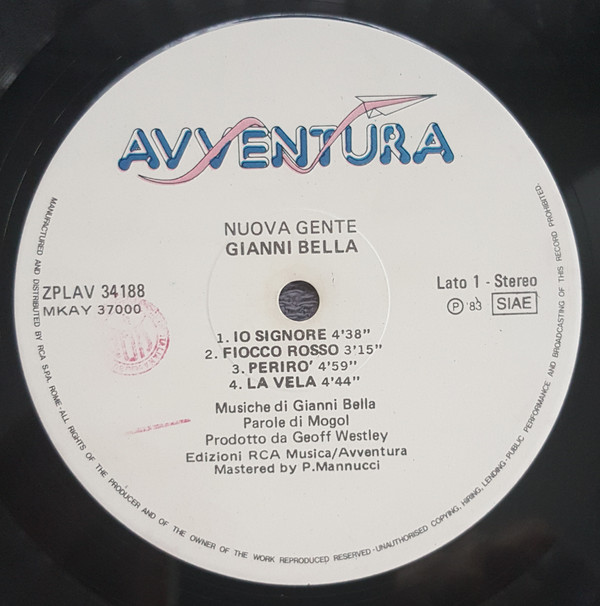 AVVENTURA
NUOVA GENTE
GIANNI BELLA
ZPLAV 34188
MKAY 37000
Lato 1 - Stereo
℗ '83 SIAE
1. IO SIGNORE 4'38"
2. FIOCCO ROSSO 3'15"
3. PERIRO' 4'59"
4. LA VELA 4'44"
Musiche di Gianni Bella
Parole di Mogol
Prodotto da Geoff Westley
Edizioni RCA Musica/Avventura
Mastered by P.Mannucci
MANUFACTURED AND DISTRIBUTED BY RCA S.P.A. ROME - ALL RIGHTS OF THE PRODUCER AND OF THE OWNER OF THE WORK REPRODUCED RESERVED - UNAUTHORISED COPYING, HIRING, LENDING, PUBLIC PERFORMANCE AND BROADCASTING OF THIS RECORD PROHIBITED.